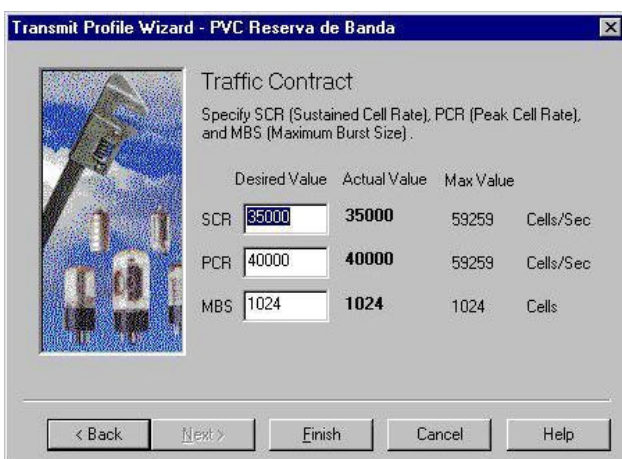 Transmit Profile Wizard - PVC Reserva de Banda
Traffic Contract
Specify SCR (Sustained Cell Rate), PCR (Peak Cell Rate),
and MBS (Maximum Burst Size) .
Desired Value Actual Value Max Value
SCR 35000 35000 59259 Cells/Sec
PCR 40000 40000 59259 Cells/Sec
MBS 1024 1024 1024 Cells
< Back Next > Finish Cancel Help